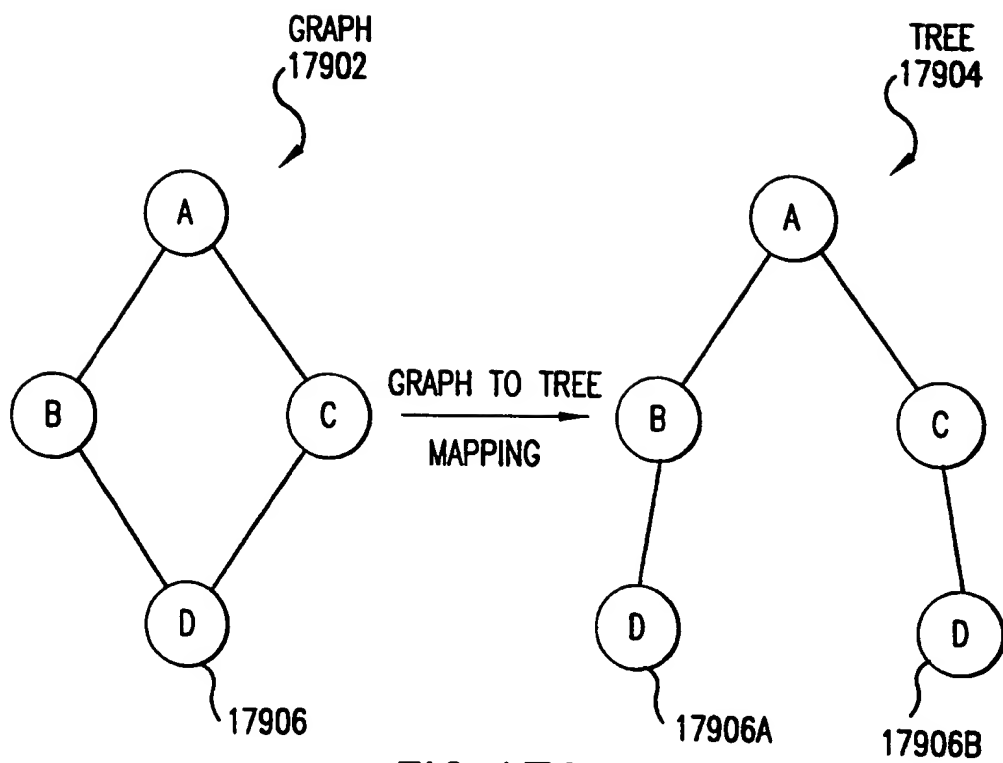 GRAPH
17902
TREE
17904
A
A
B
C
GRAPH TO TREE
MAPPING
B
C
D
D
D
17906
17906A
17906B